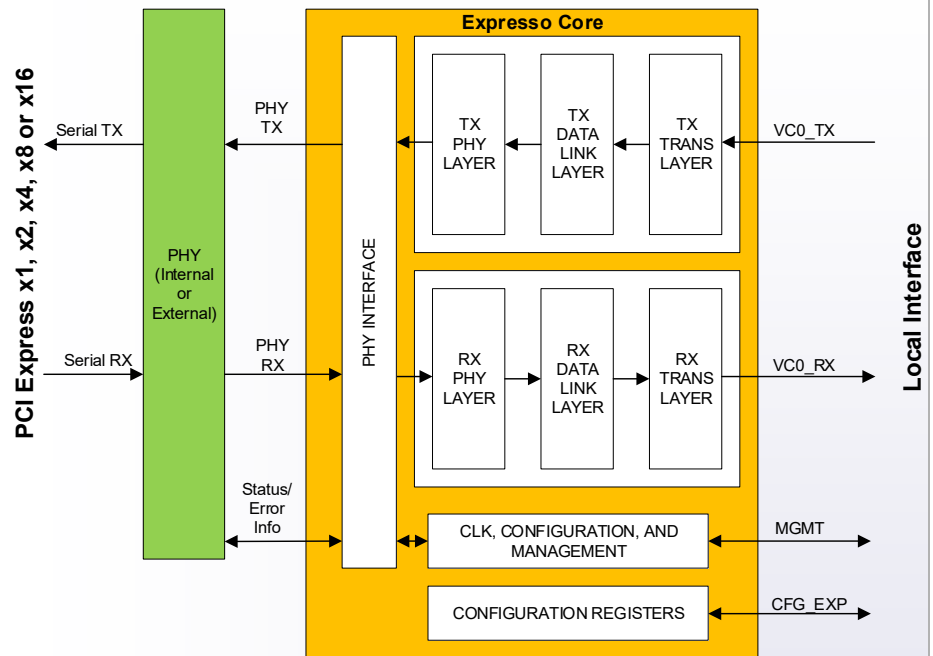 Expresso Core
PCI Express x1, x2, x4, x8 or x16
Serial TX
PHY
TX
PHY
(Internal
or
External)
Serial RX
PHY
RX
Status/
Error
Info
PHY INTERFACE
TX
PHY
LAYER
TX
DATA
LINK
LAYER
TX
TRANS
LAYER
VC0_TX
RX
PHY
LAYER
RX
DATA
LINK
LAYER
RX
TRANS
LAYER
VC0_RX
CLK, CONFIGURATION, AND
MANAGEMENT
MGMT
CONFIGURATION REGISTERS
CFG_EXP
Local Interface